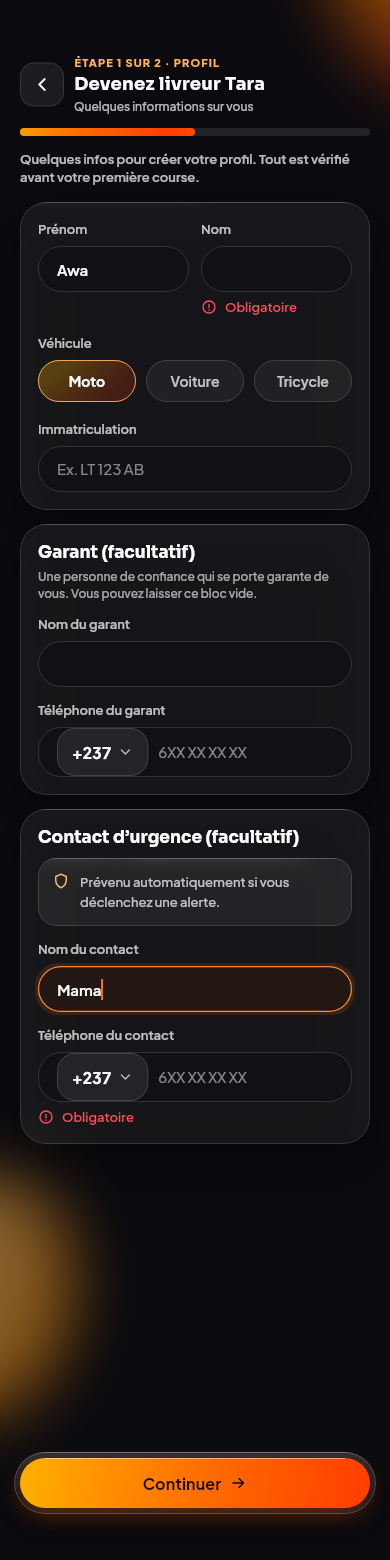 ÉTAPE 1 SUR 2 · PROFIL
Devenez livreur Tara
Quelques informations sur vous
Quelques infos pour créer votre profil. Tout est vérifié
avant votre première course.
Prénom
Nom
Awa
Obligatoire
Véhicule
Moto
Voiture
Tricycle
Immatriculation
Ex. LT 123 AB
Garant (facultatif)
Une personne de confiance qui se porte garante de
vous. Vous pouvez laisser ce bloc vide.
Nom du garant
Téléphone du garant
+237
6XX XX XX XX
Contact d’urgence (facultatif)
Prévenu automatiquement si vous
déclenchez une alerte.
Nom du contact
Mama
Téléphone du contact
+237
6XX XX XX XX
Obligatoire
Continuer →